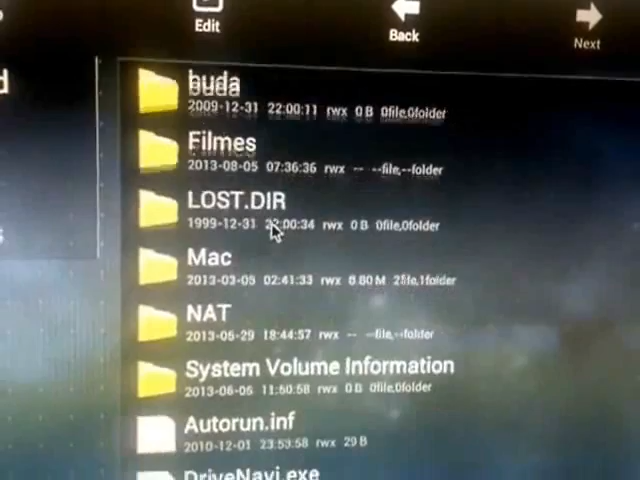 Edit
Back
Next
buda
2009-12-31 22:00:11 rwx 0 B 0file,0folder
Filmes
2013-08-05 07:36:36 rwx -- --file,--folder
LOST.DIR
1999-12-31 22:00:34 rwx 0 B 0file,0folder
Mac
2013-03-05 02:41:33 rwx 6.80 M 2file,1folder
NAT
2013-05-29 18:44:57 rwx -- --file,--folder
System Volume Information
2013-06-06 11:50:58 rwx 0 B 0file,0folder
Autorun.inf
2010-12-01 23:53:58 rwx 29 B
DriveNavi.exe